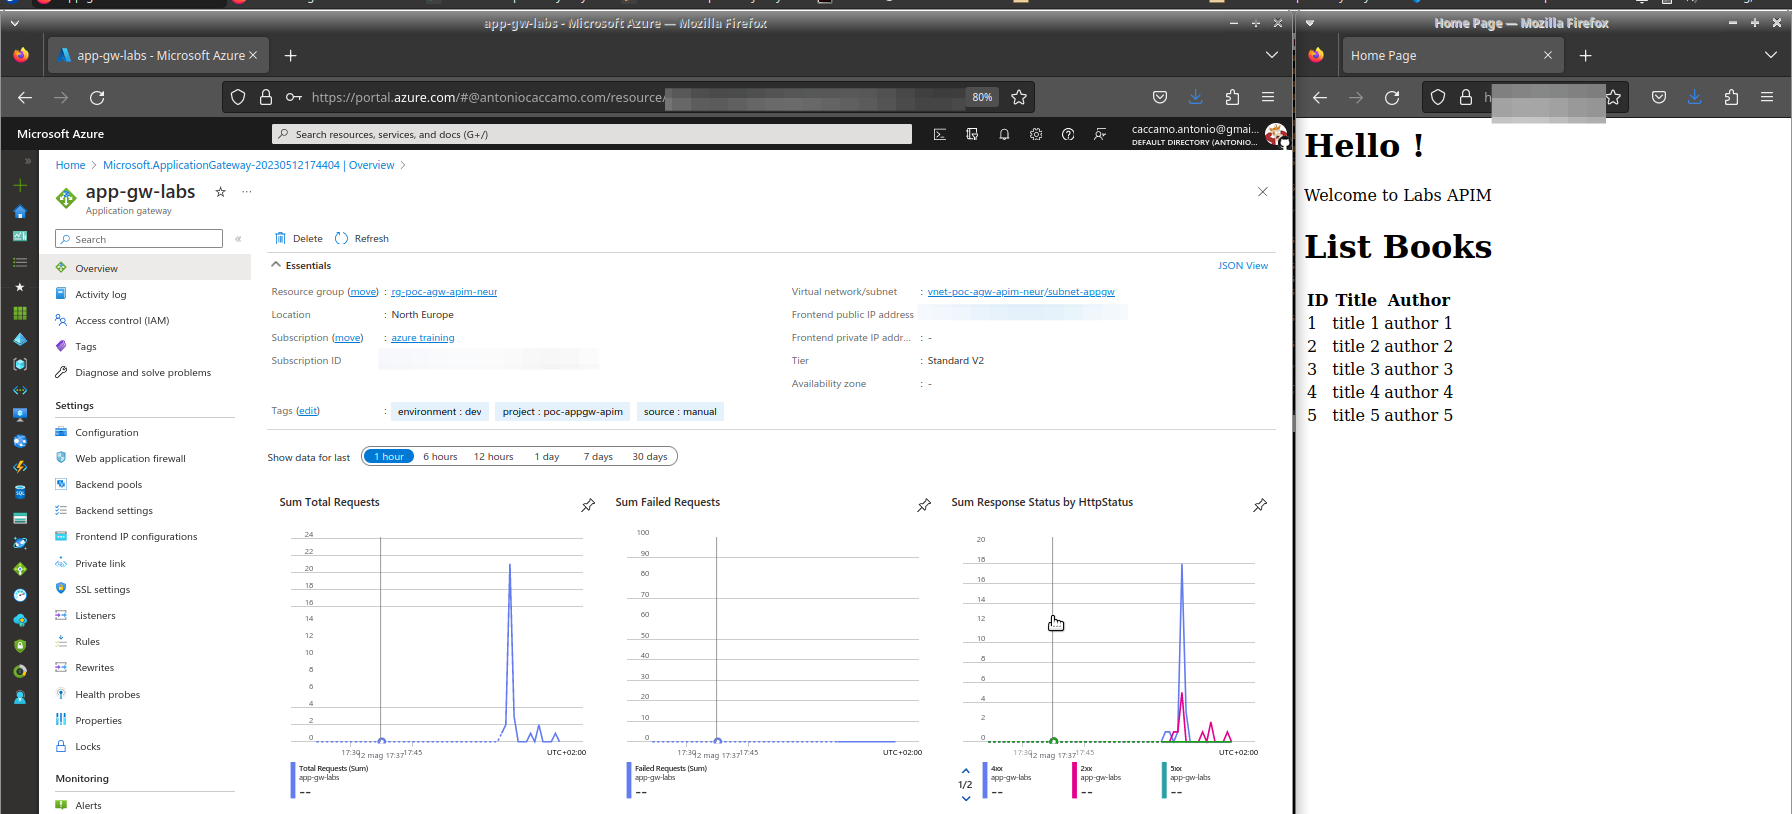 app-gw-labs - Microsoft Azure — Mozilla Firefox
app-gw-labs - Microsoft Azure
https://portal.azure.com/#@antoniocaccamo.com/resource/
80%
Microsoft Azure
Search resources, services, and docs (G+/)
caccamo.antonio@gmai...
DEFAULT DIRECTORY (ANTONIO...
Home > Microsoft.ApplicationGateway-20230512174404 | Overview >
app-gw-labs
Application gateway
Search
Overview
Activity log
Access control (IAM)
Tags
Diagnose and solve problems
Settings
Configuration
Web application firewall
Backend pools
Backend settings
Frontend IP configurations
Private link
SSL settings
Listeners
Rules
Rewrites
Health probes
Properties
Locks
Monitoring
Alerts
Delete Refresh
Essentials
JSON View
Resource group (move) : rg-poc-agw-apim-neur
Location : North Europe
Subscription (move) : azure training
Subscription ID
Virtual network/subnet : vnet-poc-agw-apim-neur/subnet-appgw
Frontend public IP address
Frontend private IP addr... : -
Tier : Standard V2
Availability zone : -
Tags (edit) : environment : dev project : poc-appgw-apim source : manual
Show data for last 1 hour 6 hours 12 hours 1 day 7 days 30 days
Sum Total Requests
24
22
20
18
16
14
12
10
8
6
4
2
0
17:30 12 mag 17:37 17:45 UTC+02:00
Total Requests (Sum)
app-gw-labs
--
Sum Failed Requests
100
90
80
70
60
50
40
30
20
10
0
17:30 12 mag 17:37 17:45 UTC+02:00
Failed Requests (Sum)
app-gw-labs
--
Sum Response Status by HttpStatus
20
18
16
14
12
10
8
6
4
2
0
17:30 12 mag 17:37 17:45 UTC+02:00
1/2
4xx 2xx 5xx
app-gw-labs app-gw-labs app-gw-labs
-- -- --
Home Page — Mozilla Firefox
Home Page
h
Hello !
Welcome to Labs APIM
List Books
ID Title Author
1 title 1 author 1
2 title 2 author 2
3 title 3 author 3
4 title 4 author 4
5 title 5 author 5